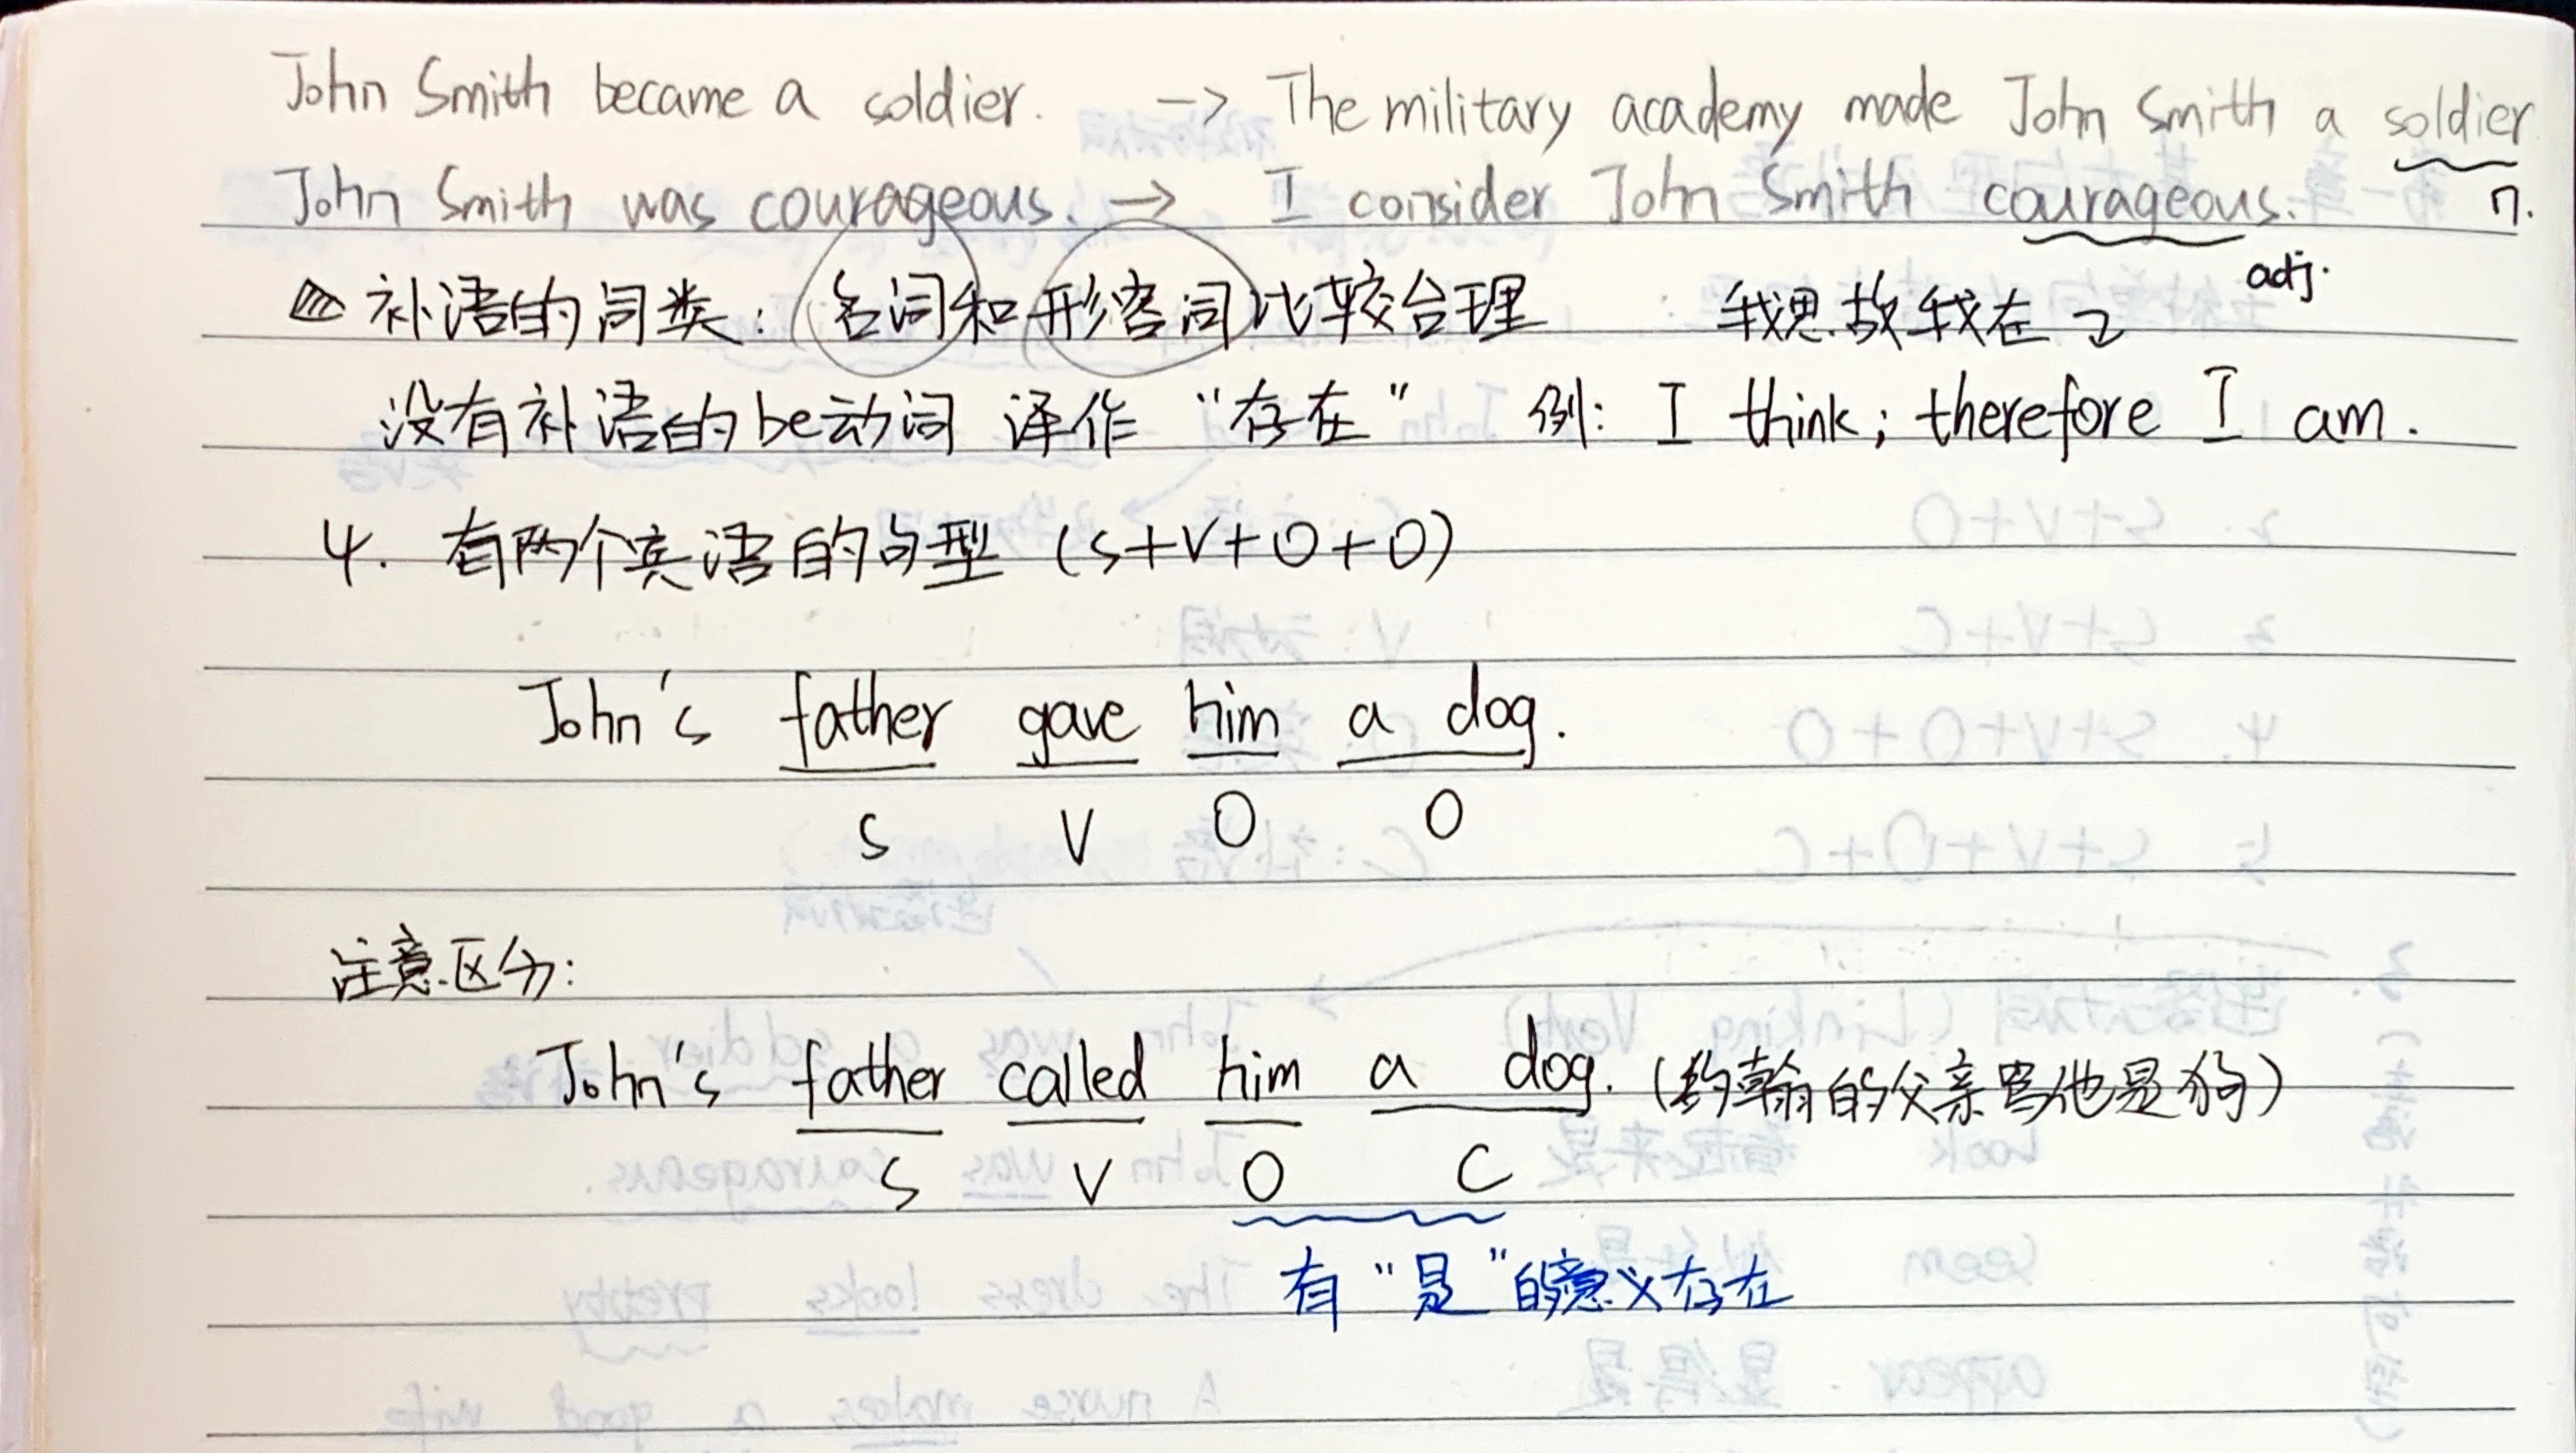 John Smith became a soldier. → The military academy made John Smith a soldier
n.
John Smith was courageous. → I consider John Smith courageous.
adj.
补语的词类：名词和形容词比较合理 我思故我在
没有补语的be动词 译作 “存在” 例: I think; therefore I am.
4. 有两个宾语的句型 (S+V+O+O)
John's father gave him a dog.
S V O O
注意区分:
John's father called him a dog. (约翰的父亲骂他是狗)
S V O C
有“是”的意义存在